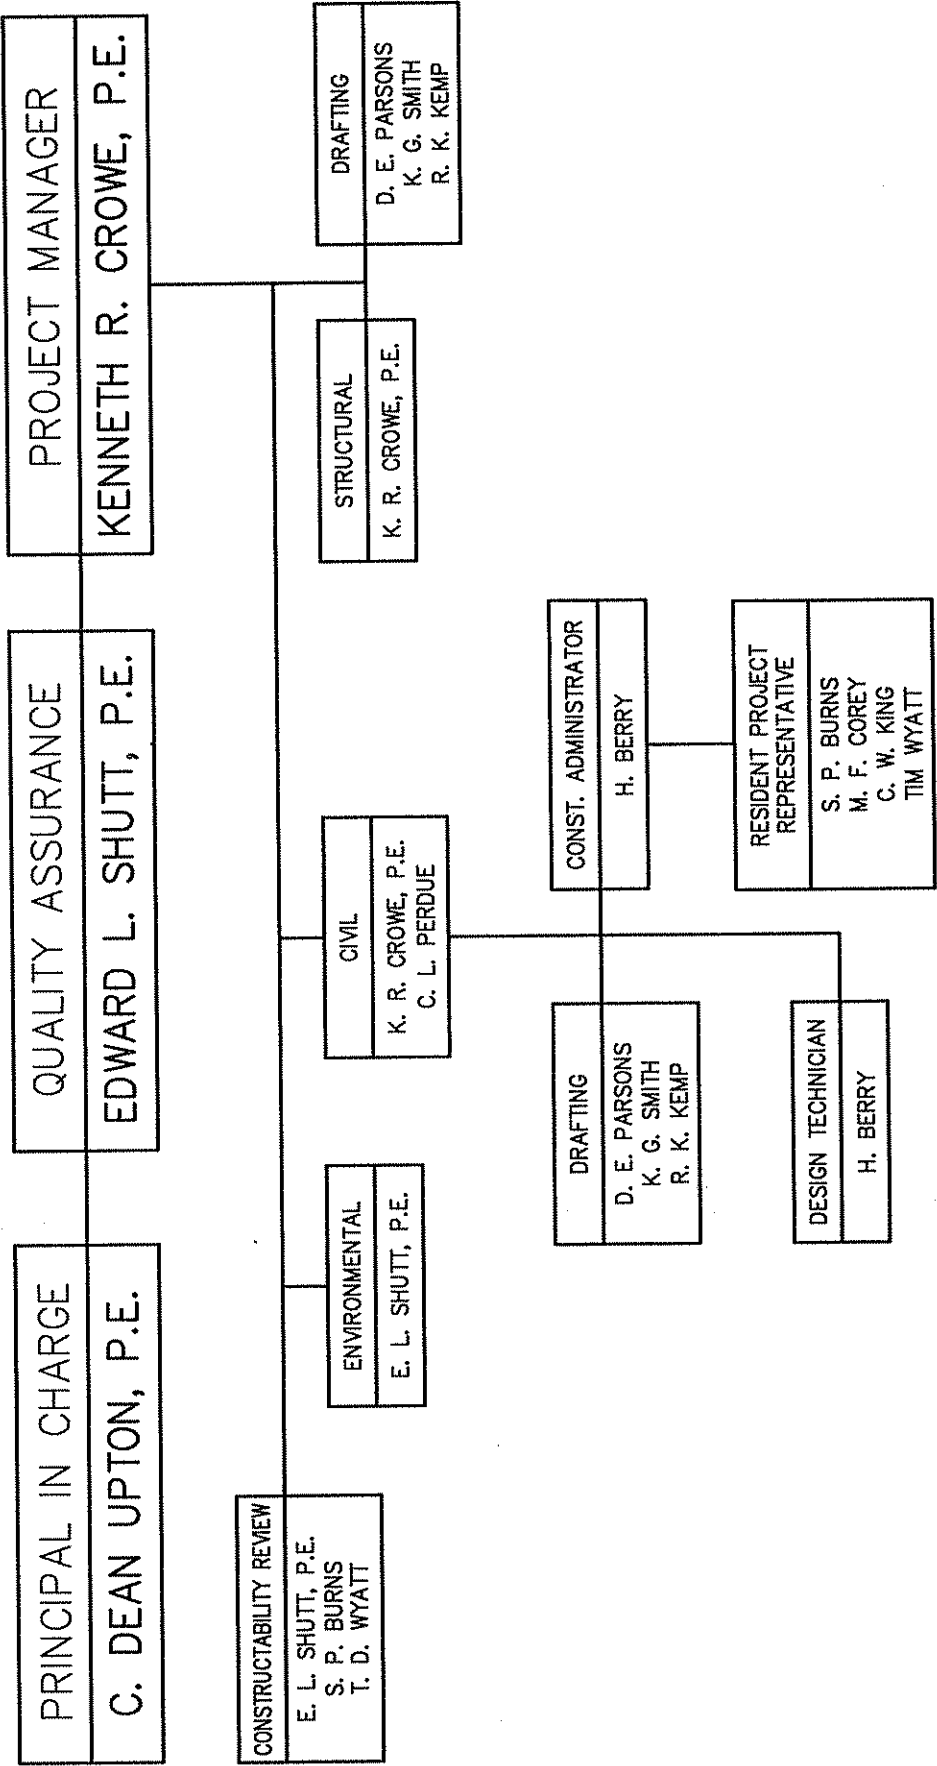 PRINCIPAL IN CHARGE
C. DEAN UPTON, P.E.
QUALITY ASSURANCE
EDWARD L. SHUTT, P.E.
PROJECT MANAGER
KENNETH R. CROWE, P.E.
CONSTRUCTABILITY REVIEW
E. L. SHUTT, P.E.
S. P. BURNS
T. D. WYATT
ENVIRONMENTAL
E. L. SHUTT, P.E.
CIVIL
K. R. CROWE, P.E.
C. L. PERDUE
STRUCTURAL
K. R. CROWE, P.E.
DRAFTING
D. E. PARSONS
K. G. SMITH
R. K. KEMP
DRAFTING
D. E. PARSONS
K. G. SMITH
R. K. KEMP
CONST. ADMINISTRATOR
H. BERRY
DESIGN TECHNICIAN
H. BERRY
RESIDENT PROJECT
REPRESENTATIVE
S. P. BURNS
M. F. COREY
C. W. KING
TIM WYATT